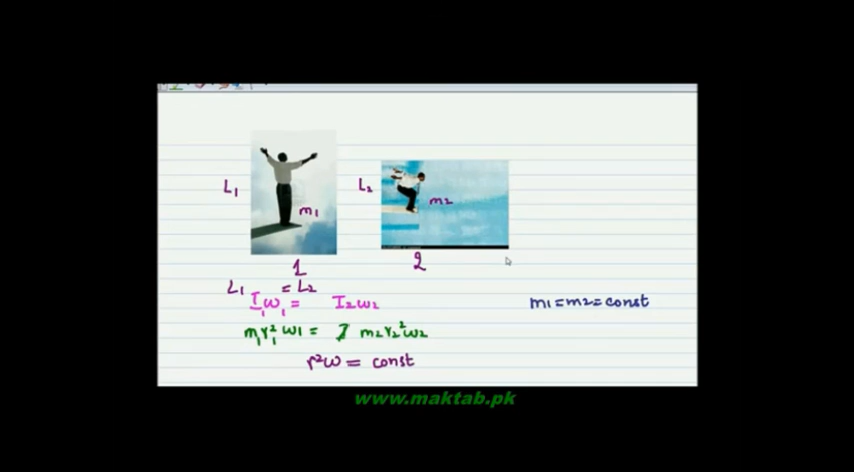 L₁
m₁
L₂
m₂
1
2
L₁ = L₂
I₁ω₁ = I₂ω₂
m₁r₁²ω₁ = m₂r₂²ω₂
r²ω = const
m₁ = m₂ = const
www.maktab.pk